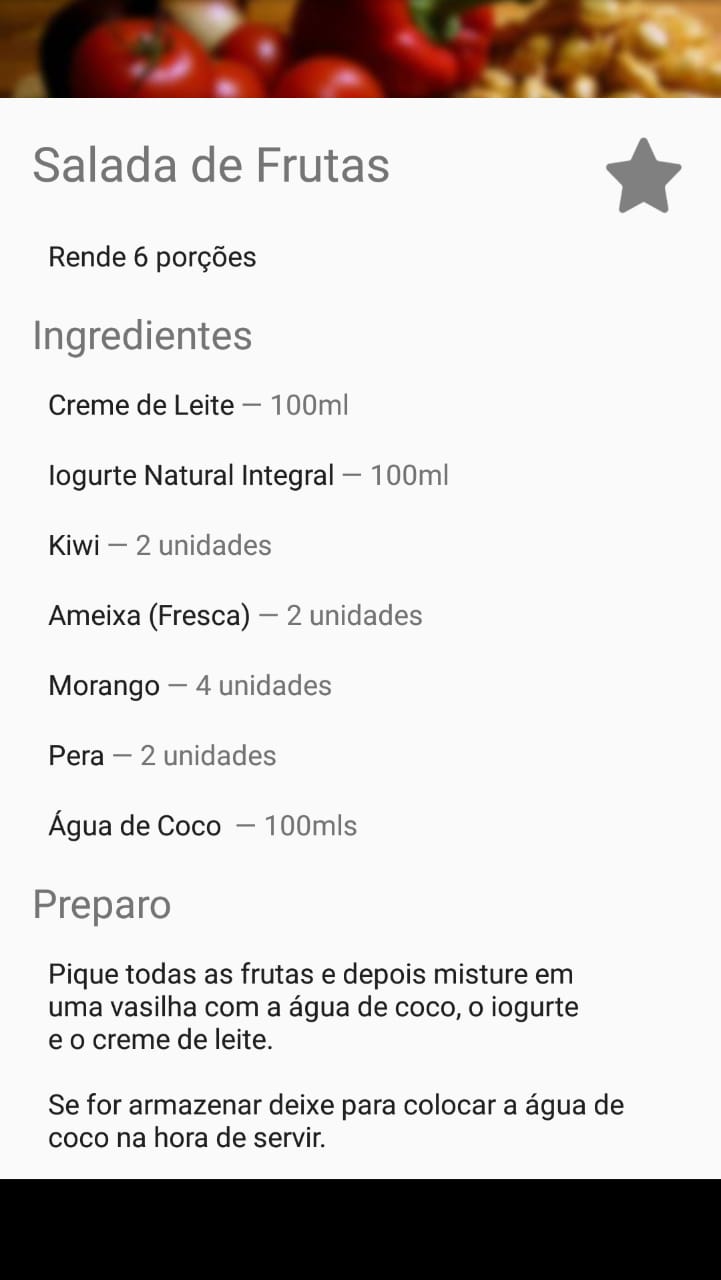 Salada de Frutas
Rende 6 porções
Ingredientes
Creme de Leite — 100ml
Iogurte Natural Integral — 100ml
Kiwi — 2 unidades
Ameixa (Fresca) — 2 unidades
Morango — 4 unidades
Pera — 2 unidades
Água de Coco — 100mls
Preparo
Pique todas as frutas e depois misture em
uma vasilha com a água de coco, o iogurte
e o creme de leite.
Se for armazenar deixe para colocar a água de
coco na hora de servir.